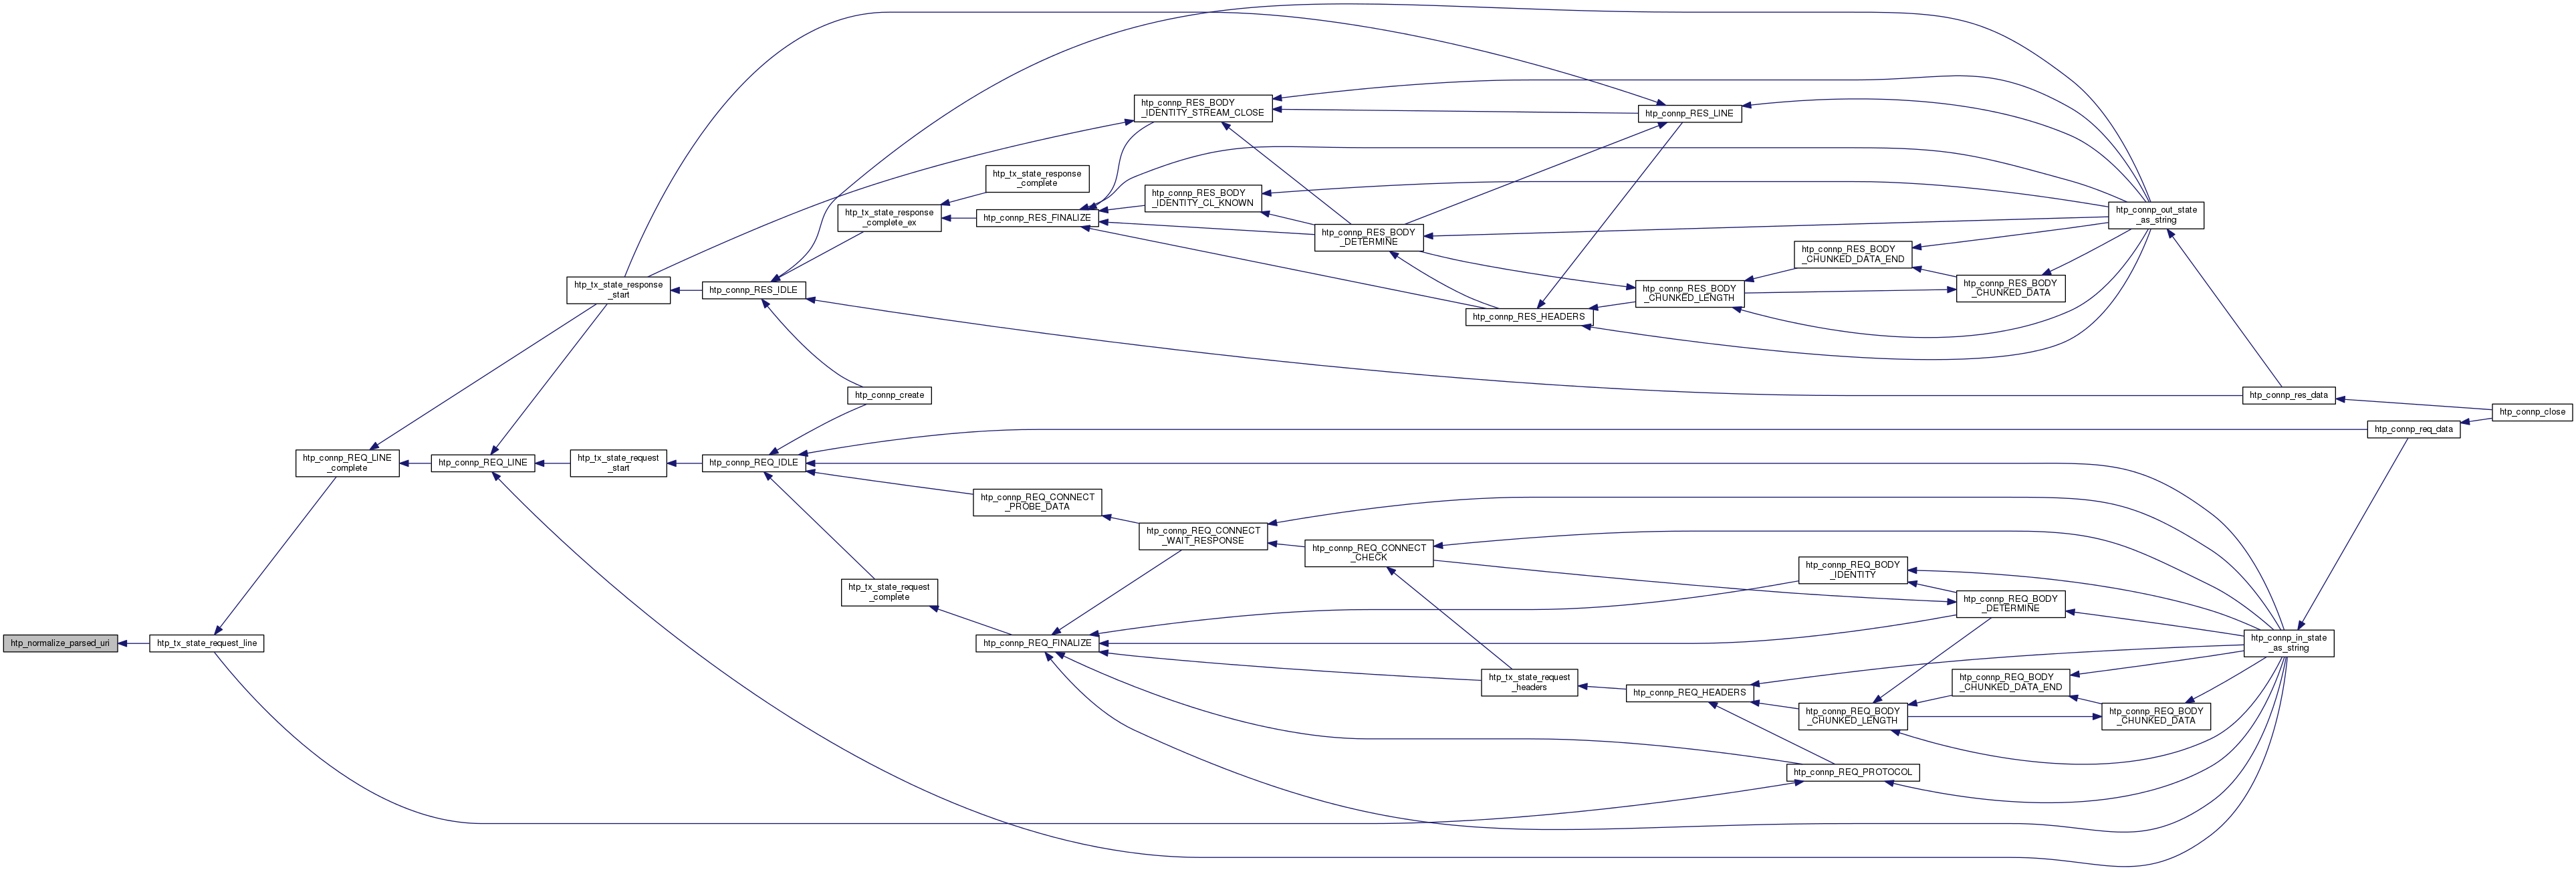 htp_connp_RES_BODY
_IDENTITY_STREAM_CLOSE
htp_connp_RES_LINE
htp_tx_state_response
_complete
htp_connp_RES_BODY
_IDENTITY_CL_KNOWN
htp_tx_state_response
_complete_ex
htp_connp_RES_FINALIZE
htp_connp_out_state
_as_string
htp_connp_RES_BODY
_DETERMINE
htp_connp_RES_BODY
_CHUNKED_DATA_END
htp_connp_RES_BODY
_CHUNKED_DATA
htp_tx_state_response
_start
htp_connp_RES_IDLE
htp_connp_RES_BODY
_CHUNKED_LENGTH
htp_connp_RES_HEADERS
htp_connp_create
htp_connp_res_data
htp_connp_close
htp_connp_req_data
htp_connp_REQ_LINE
_complete
htp_connp_REQ_LINE
htp_tx_state_request
_start
htp_connp_REQ_IDLE
htp_connp_REQ_CONNECT
_PROBE_DATA
htp_connp_REQ_CONNECT
_WAIT_RESPONSE
htp_connp_REQ_CONNECT
_CHECK
htp_connp_REQ_BODY
_IDENTITY
htp_tx_state_request
_complete
htp_connp_REQ_BODY
_DETERMINE
htp_normalize_parsed_uri
htp_tx_state_request_line
htp_connp_REQ_FINALIZE
htp_connp_in_state
_as_string
htp_tx_state_request
_headers
htp_connp_REQ_HEADERS
htp_connp_REQ_BODY
_CHUNKED_DATA_END
htp_connp_REQ_BODY
_CHUNKED_LENGTH
htp_connp_REQ_BODY
_CHUNKED_DATA
htp_connp_REQ_PROTOCOL